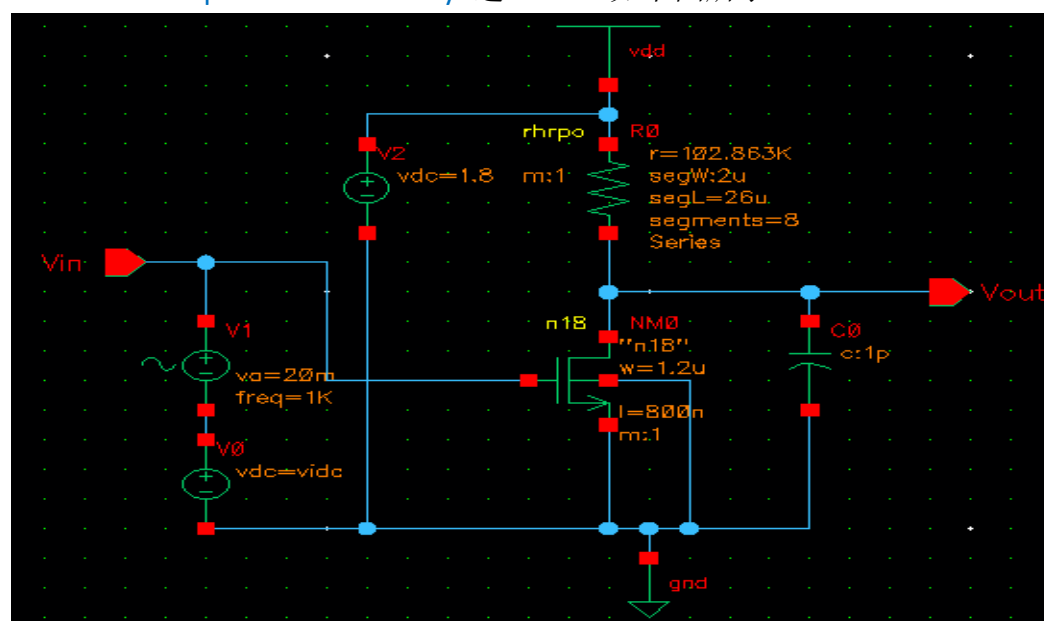 vdd
rhrpo
R0
r=102.863K
segW:2u
segL=26u
segments=8
Series
m:1
V2
vdc=1.8
Vin
V1
va=20m
freq=1K
V0
vdc=vidc
n18
NM0
"n18"
w=1.2u
l=800n
m:1
Vout
C0
c:1p
gnd